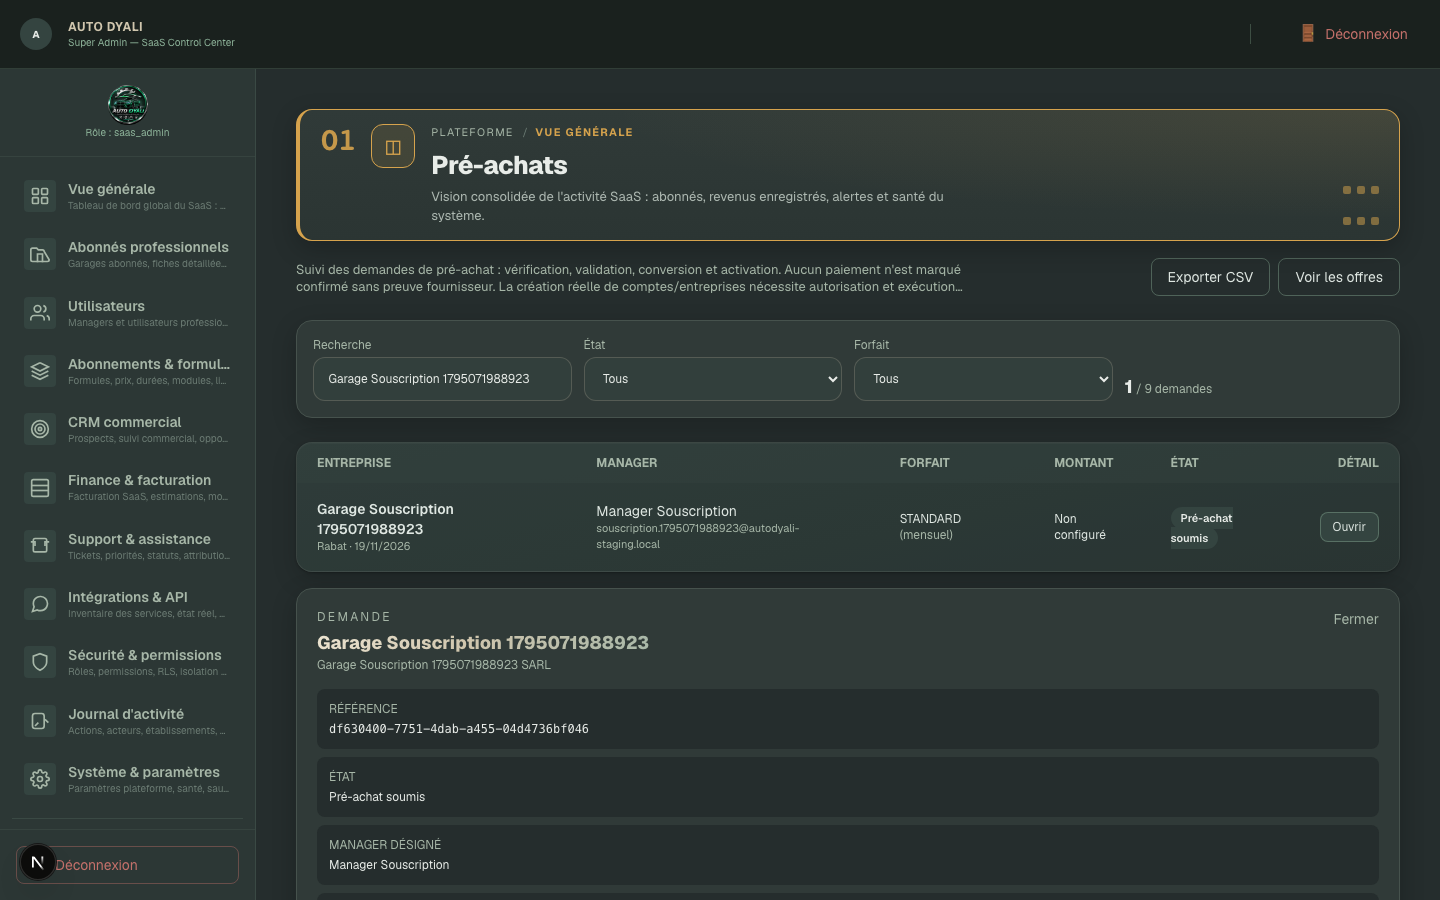 A
AUTO DYALI
Super Admin — SaaS Control Center
Déconnexion
AUTO DYALI
Rôle : saas_admin
Vue générale
Tableau de bord global du SaaS : ...
Abonnés professionnels
Garages abonnés, fiches détaillée...
Utilisateurs
Managers et utilisateurs professio...
Abonnements & formul...
Formules, prix, durées, modules, li...
CRM commercial
Prospects, suivi commercial, oppo...
Finance & facturation
Facturation SaaS, estimations, mo...
Support & assistance
Tickets, priorités, statuts, attributio...
Intégrations & API
Inventaire des services, état réel, ...
Sécurité & permissions
Rôles, permissions, RLS, isolation ...
Journal d'activité
Actions, acteurs, établissements, ...
Système & paramètres
Paramètres plateforme, santé, sau...
N
Déconnexion
01
PLATEFORME / VUE GÉNÉRALE
Pré-achats
Vision consolidée de l'activité SaaS : abonnés, revenus enregistrés, alertes et santé du
système.
Suivi des demandes de pré-achat : vérification, validation, conversion et activation. Aucun paiement n'est marqué
confirmé sans preuve fournisseur. La création réelle de comptes/entreprises nécessite autorisation et exécution...
Exporter CSV
Voir les offres
Recherche
Garage Souscription 1795071988923
État
Tous
Forfait
Tous
1 / 9 demandes
ENTREPRISE MANAGER FORFAIT MONTANT ÉTAT DÉTAIL
Garage Souscription
1795071988923
Rabat · 19/11/2026
Manager Souscription
souscription.1795071988923@autodyali-
staging.local
STANDARD
(mensuel)
Non
configuré
Pré-achat
soumis
Ouvrir
DEMANDE
Fermer
Garage Souscription 1795071988923
Garage Souscription 1795071988923 SARL
RÉFÉRENCE
df630400-7751-4dab-a455-04d4736bf046
ÉTAT
Pré-achat soumis
MANAGER DÉSIGNÉ
Manager Souscription